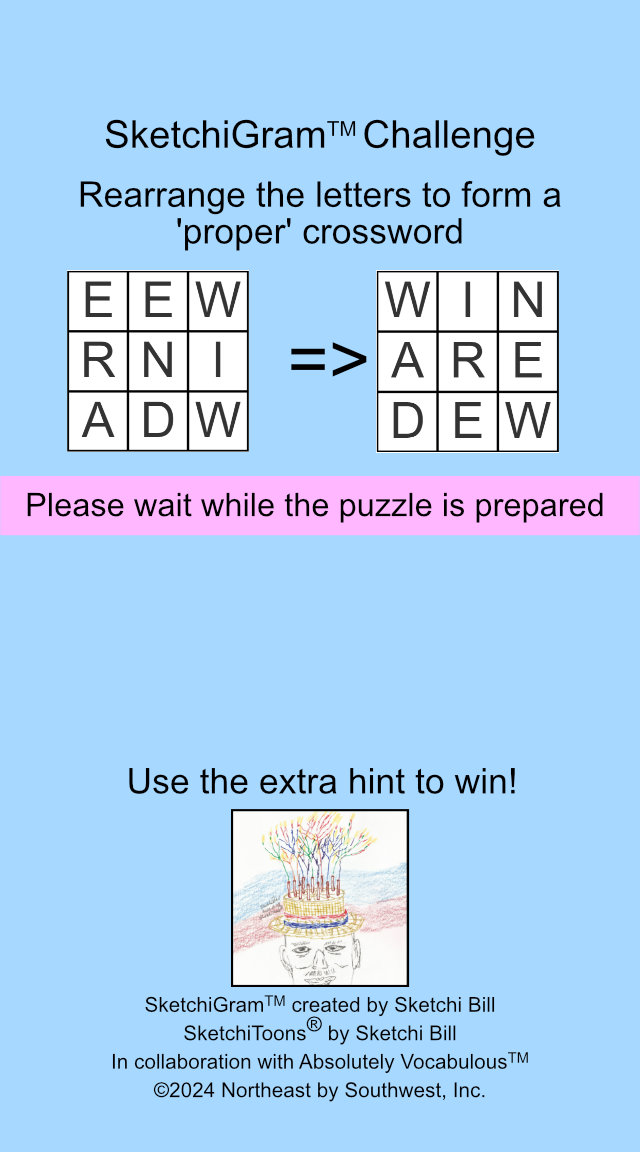 SketchiGram™ Challenge
Rearrange the letters to form a
'proper' crossword
E E W
R N I
A D W
=>
W I N
A R E
D E W
Please wait while the puzzle is prepared
Use the extra hint to win!
SketchiGram™ created by Sketchi Bill
SketchiToons® by Sketchi Bill
In collaboration with Absolutely Vocabulous™
©2024 Northeast by Southwest, Inc.